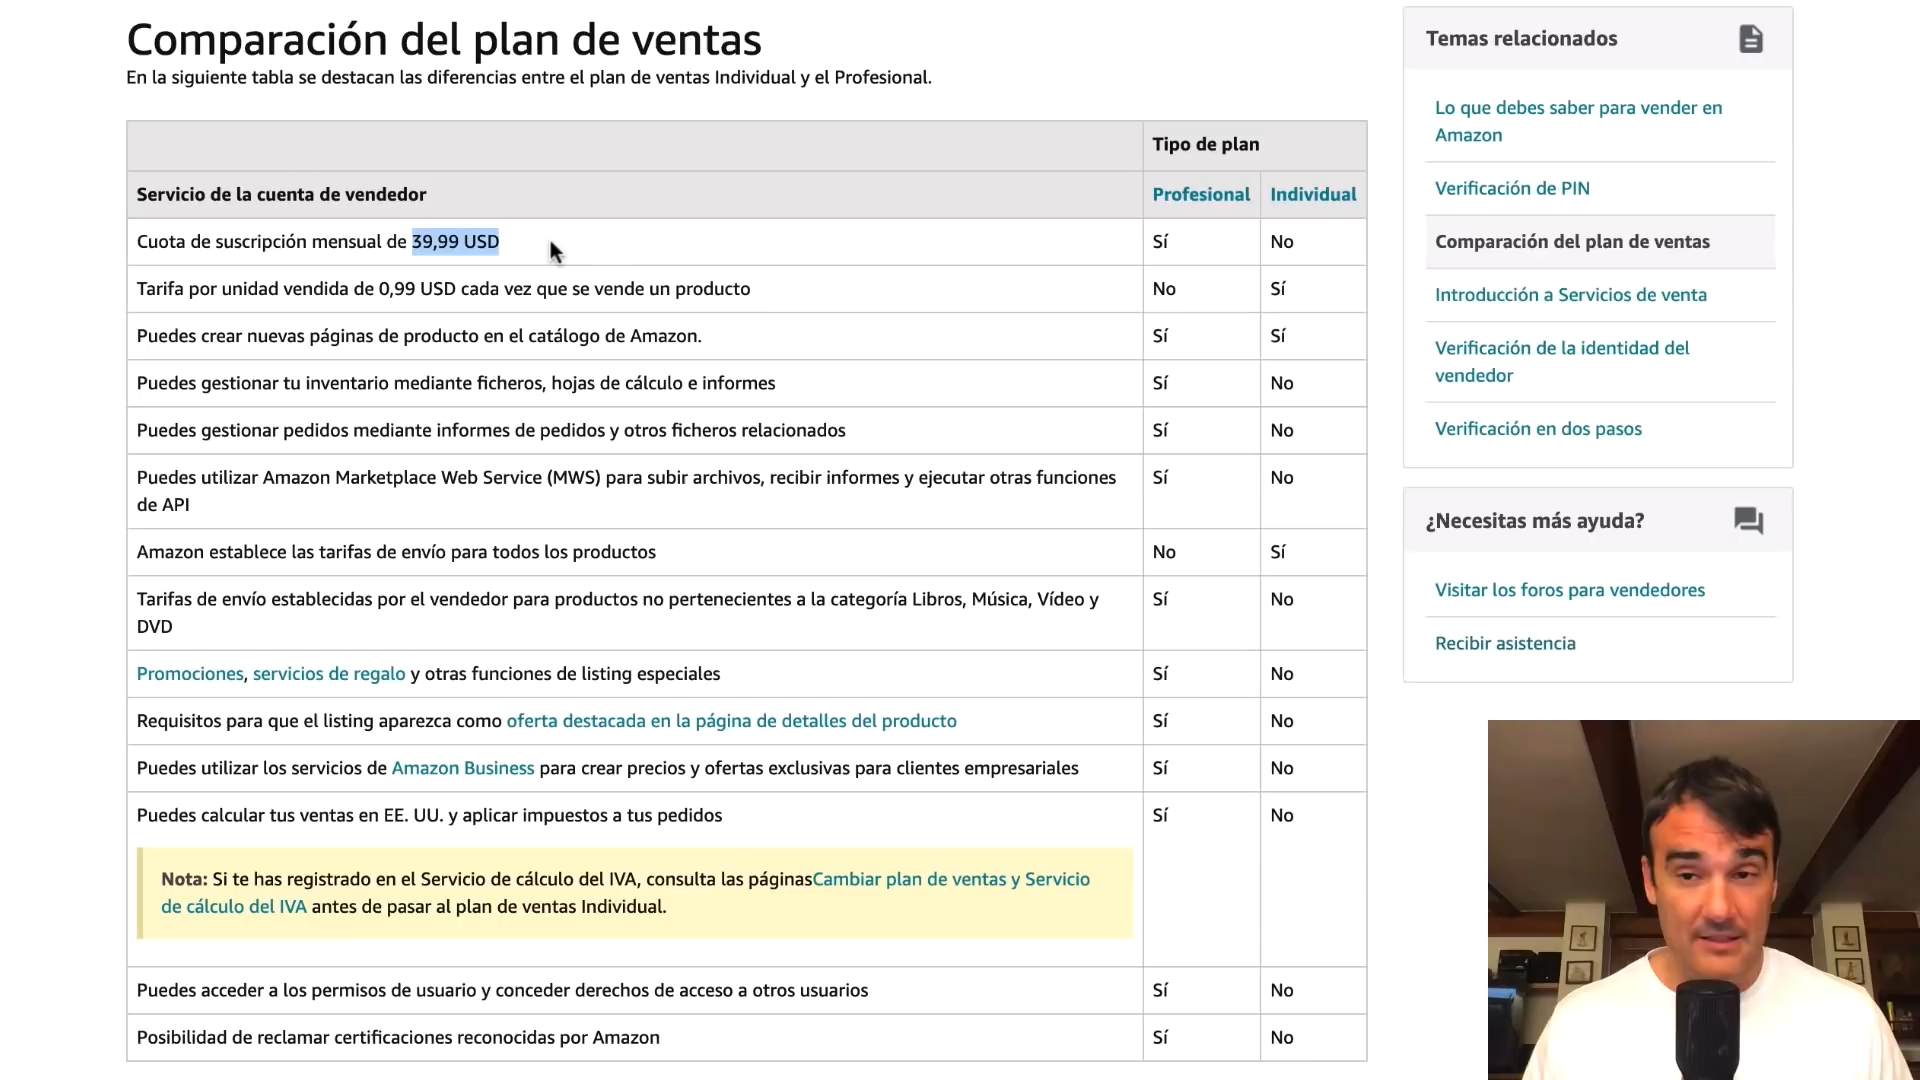 Comparación del plan de ventas
En la siguiente tabla se destacan las diferencias entre el plan de ventas Individual y el Profesional.
Tipo de plan
Servicio de la cuenta de vendedor Profesional Individual
Cuota de suscripción mensual de 39,99 USD Sí No
Tarifa por unidad vendida de 0,99 USD cada vez que se vende un producto No Sí
Puedes crear nuevas páginas de producto en el catálogo de Amazon. Sí Sí
Puedes gestionar tu inventario mediante ficheros, hojas de cálculo e informes Sí No
Puedes gestionar pedidos mediante informes de pedidos y otros ficheros relacionados Sí No
Puedes utilizar Amazon Marketplace Web Service (MWS) para subir archivos, recibir informes y ejecutar otras funciones Sí No
de API
Amazon establece las tarifas de envío para todos los productos No Sí
Tarifas de envío establecidas por el vendedor para productos no pertenecientes a la categoría Libros, Música, Vídeo y Sí No
DVD
Promociones, servicios de regalo y otras funciones de listing especiales Sí No
Requisitos para que el listing aparezca como oferta destacada en la página de detalles del producto Sí No
Puedes utilizar los servicios de Amazon Business para crear precios y ofertas exclusivas para clientes empresariales Sí No
Puedes calcular tus ventas en EE. UU. y aplicar impuestos a tus pedidos Sí No
Nota: Si te has registrado en el Servicio de cálculo del IVA, consulta las páginasCambiar plan de ventas y Servicio
de cálculo del IVA antes de pasar al plan de ventas Individual.
Puedes acceder a los permisos de usuario y conceder derechos de acceso a otros usuarios Sí No
Posibilidad de reclamar certificaciones reconocidas por Amazon Sí No
Temas relacionados
Lo que debes saber para vender en
Amazon
Verificación de PIN
Comparación del plan de ventas
Introducción a Servicios de venta
Verificación de la identidad del
vendedor
Verificación en dos pasos
¿Necesitas más ayuda?
Visitar los foros para vendedores
Recibir asistencia